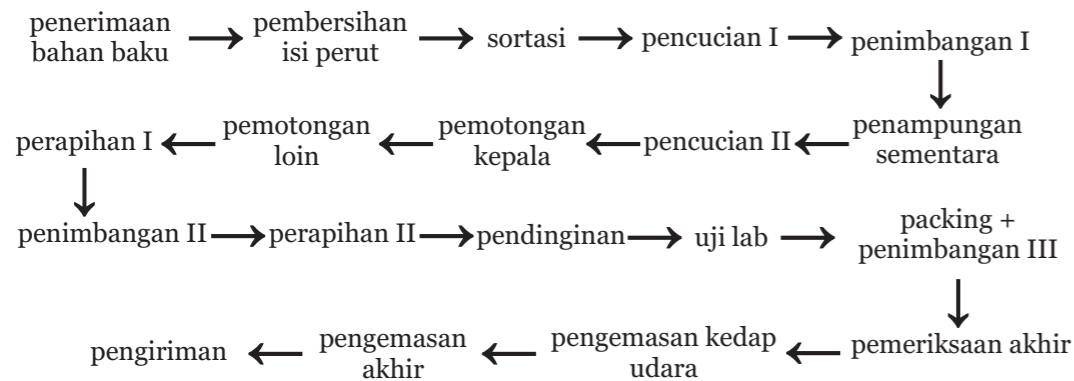 penerimaan
bahan baku
pembersihan
isi perut
sortasi
pencucian I
penimbangan I
penampungan
sementara
pencucian II
pemotongan
kepala
pemotongan
loin
perapihan I
penimbangan II
perapihan II
pendinginan
uji lab
packing +
penimbangan III
pemeriksaan akhir
pengemasan kedap
udara
pengemasan
akhir
pengiriman